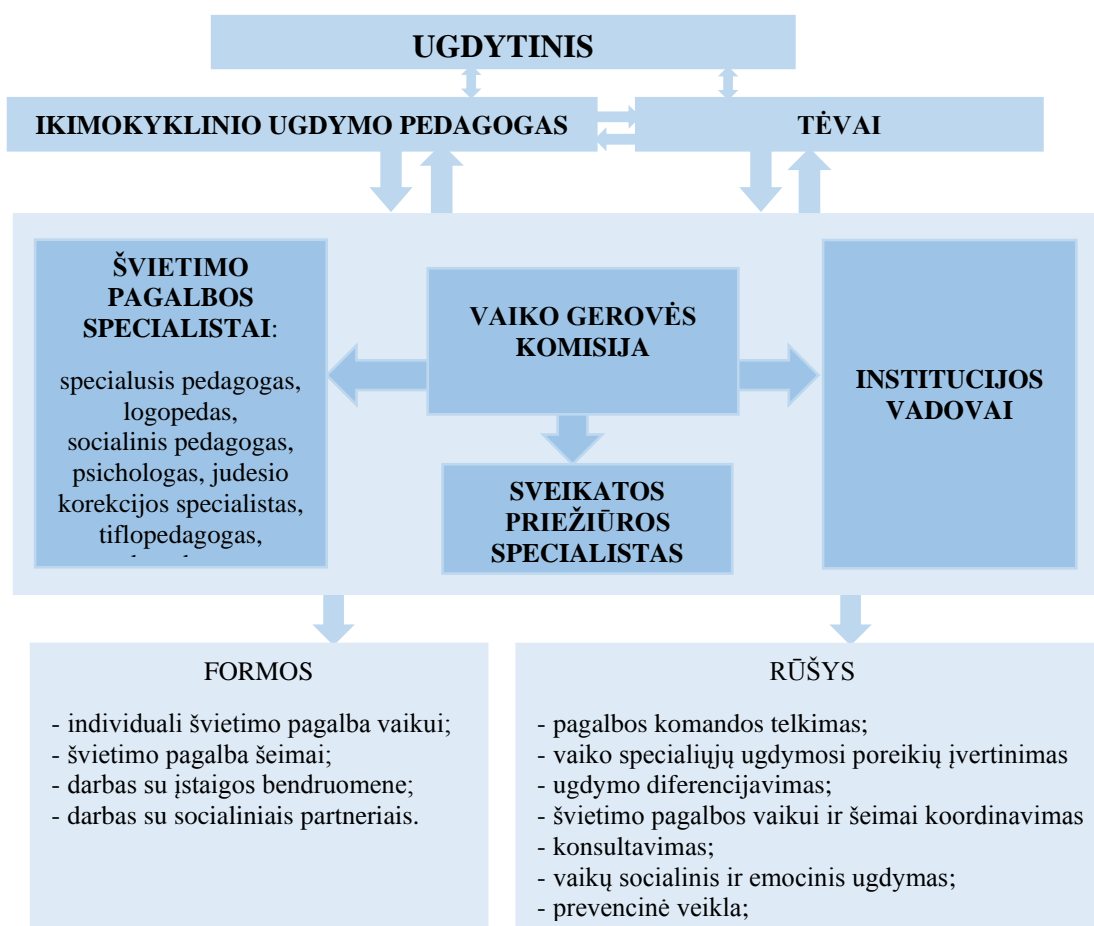 UGDYTINIS
IKIMOKYKLINIO UGDYMO PEDAGOGAS
TĖVAI
ŠVIETIMO
PAGALBOS
SPECIALISTAI:
specialusis pedagogas,
logopedas,
socialinis pedagogas,
psichologas, judesio
korekcijos specialistas,
tiflopedagogas,
VAIKO GEROVĖS
KOMISIJA
SVEIKATOS
PRIEŽIŪROS
SPECIALISTAS
INSTITUCIJOS
VADOVAI
FORMOS
- individuali švietimo pagalba vaikui;
- švietimo pagalba šeimai;
- darbas su įstaigos bendruomene;
- darbas su socialiniais partneriais.
RŪŠYS
- pagalbos komandos telkimas;
- vaiko specialiųjų ugdymosi poreikių įvertinimas
- ugdymo diferencijavimas;
- švietimo pagalbos vaikui ir šeimai koordinavimas
- konsultavimas;
- vaikų socialinis ir emocinis ugdymas;
- prevencinė veikla;